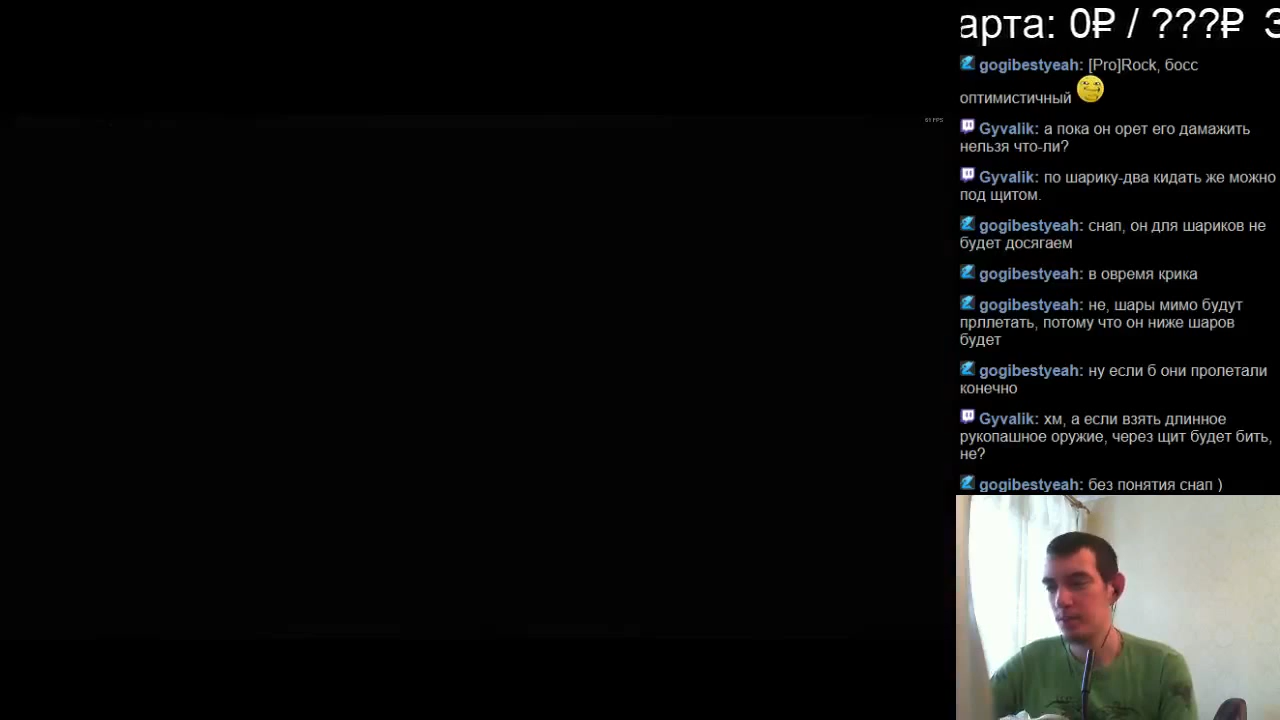 арта: 0₽ / ???₽ З
gogibestyeah: [Pro]Rock, босс
оптимистичный
61 FPS
Gyvalik: а пока он орет его дамажить
нельзя что-ли?
Gyvalik: по шарику-два кидать же можно
под щитом.
gogibestyeah: снап, он для шариков не
будет досягаем
gogibestyeah: в овремя крика
gogibestyeah: не, шары мимо будут
прллетать, потому что он ниже шаров
будет
gogibestyeah: ну если б они пролетали
конечно
Gyvalik: хм, а если взять длинное
рукопашное оружие, через щит будет бить,
не?
gogibestyeah: без понятия снап )